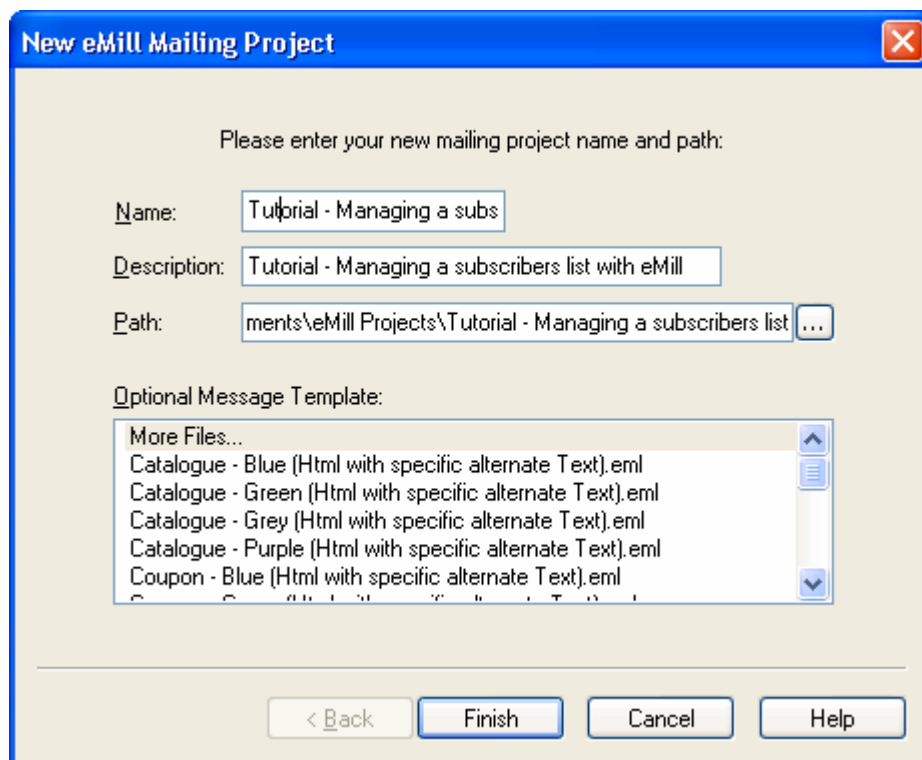 New eMill Mailing Project
Please enter your new mailing project name and path:
Name: Tutorial - Managing a subs
Description: Tutorial - Managing a subscribers list with eMill
Path: ments\eMill Projects\Tutorial - Managing a subscribers list ...
Optional Message Template:
More Files...
Catalogue - Blue (Html with specific alternate Text).eml
Catalogue - Green (Html with specific alternate Text).eml
Catalogue - Grey (Html with specific alternate Text).eml
Catalogue - Purple (Html with specific alternate Text).eml
Coupon - Blue (Html with specific alternate Text).eml
< Back Finish Cancel Help